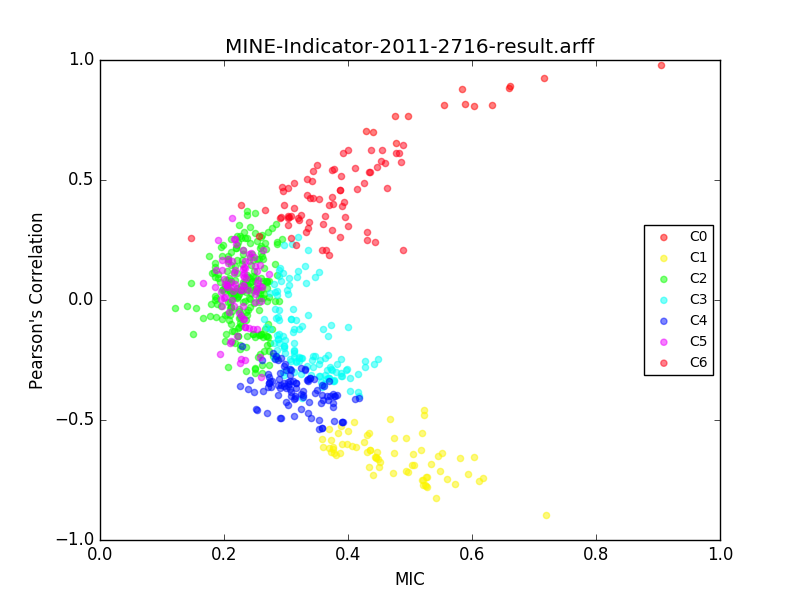 MINE-Indicator-2011-2716-result.arff
1.0
0.5
0.0
−0.5
−1.0
Pearson's Correlation
C0
C1
C2
C3
C4
C5
C6
0.0 0.2 0.4 0.6 0.8 1.0
MIC